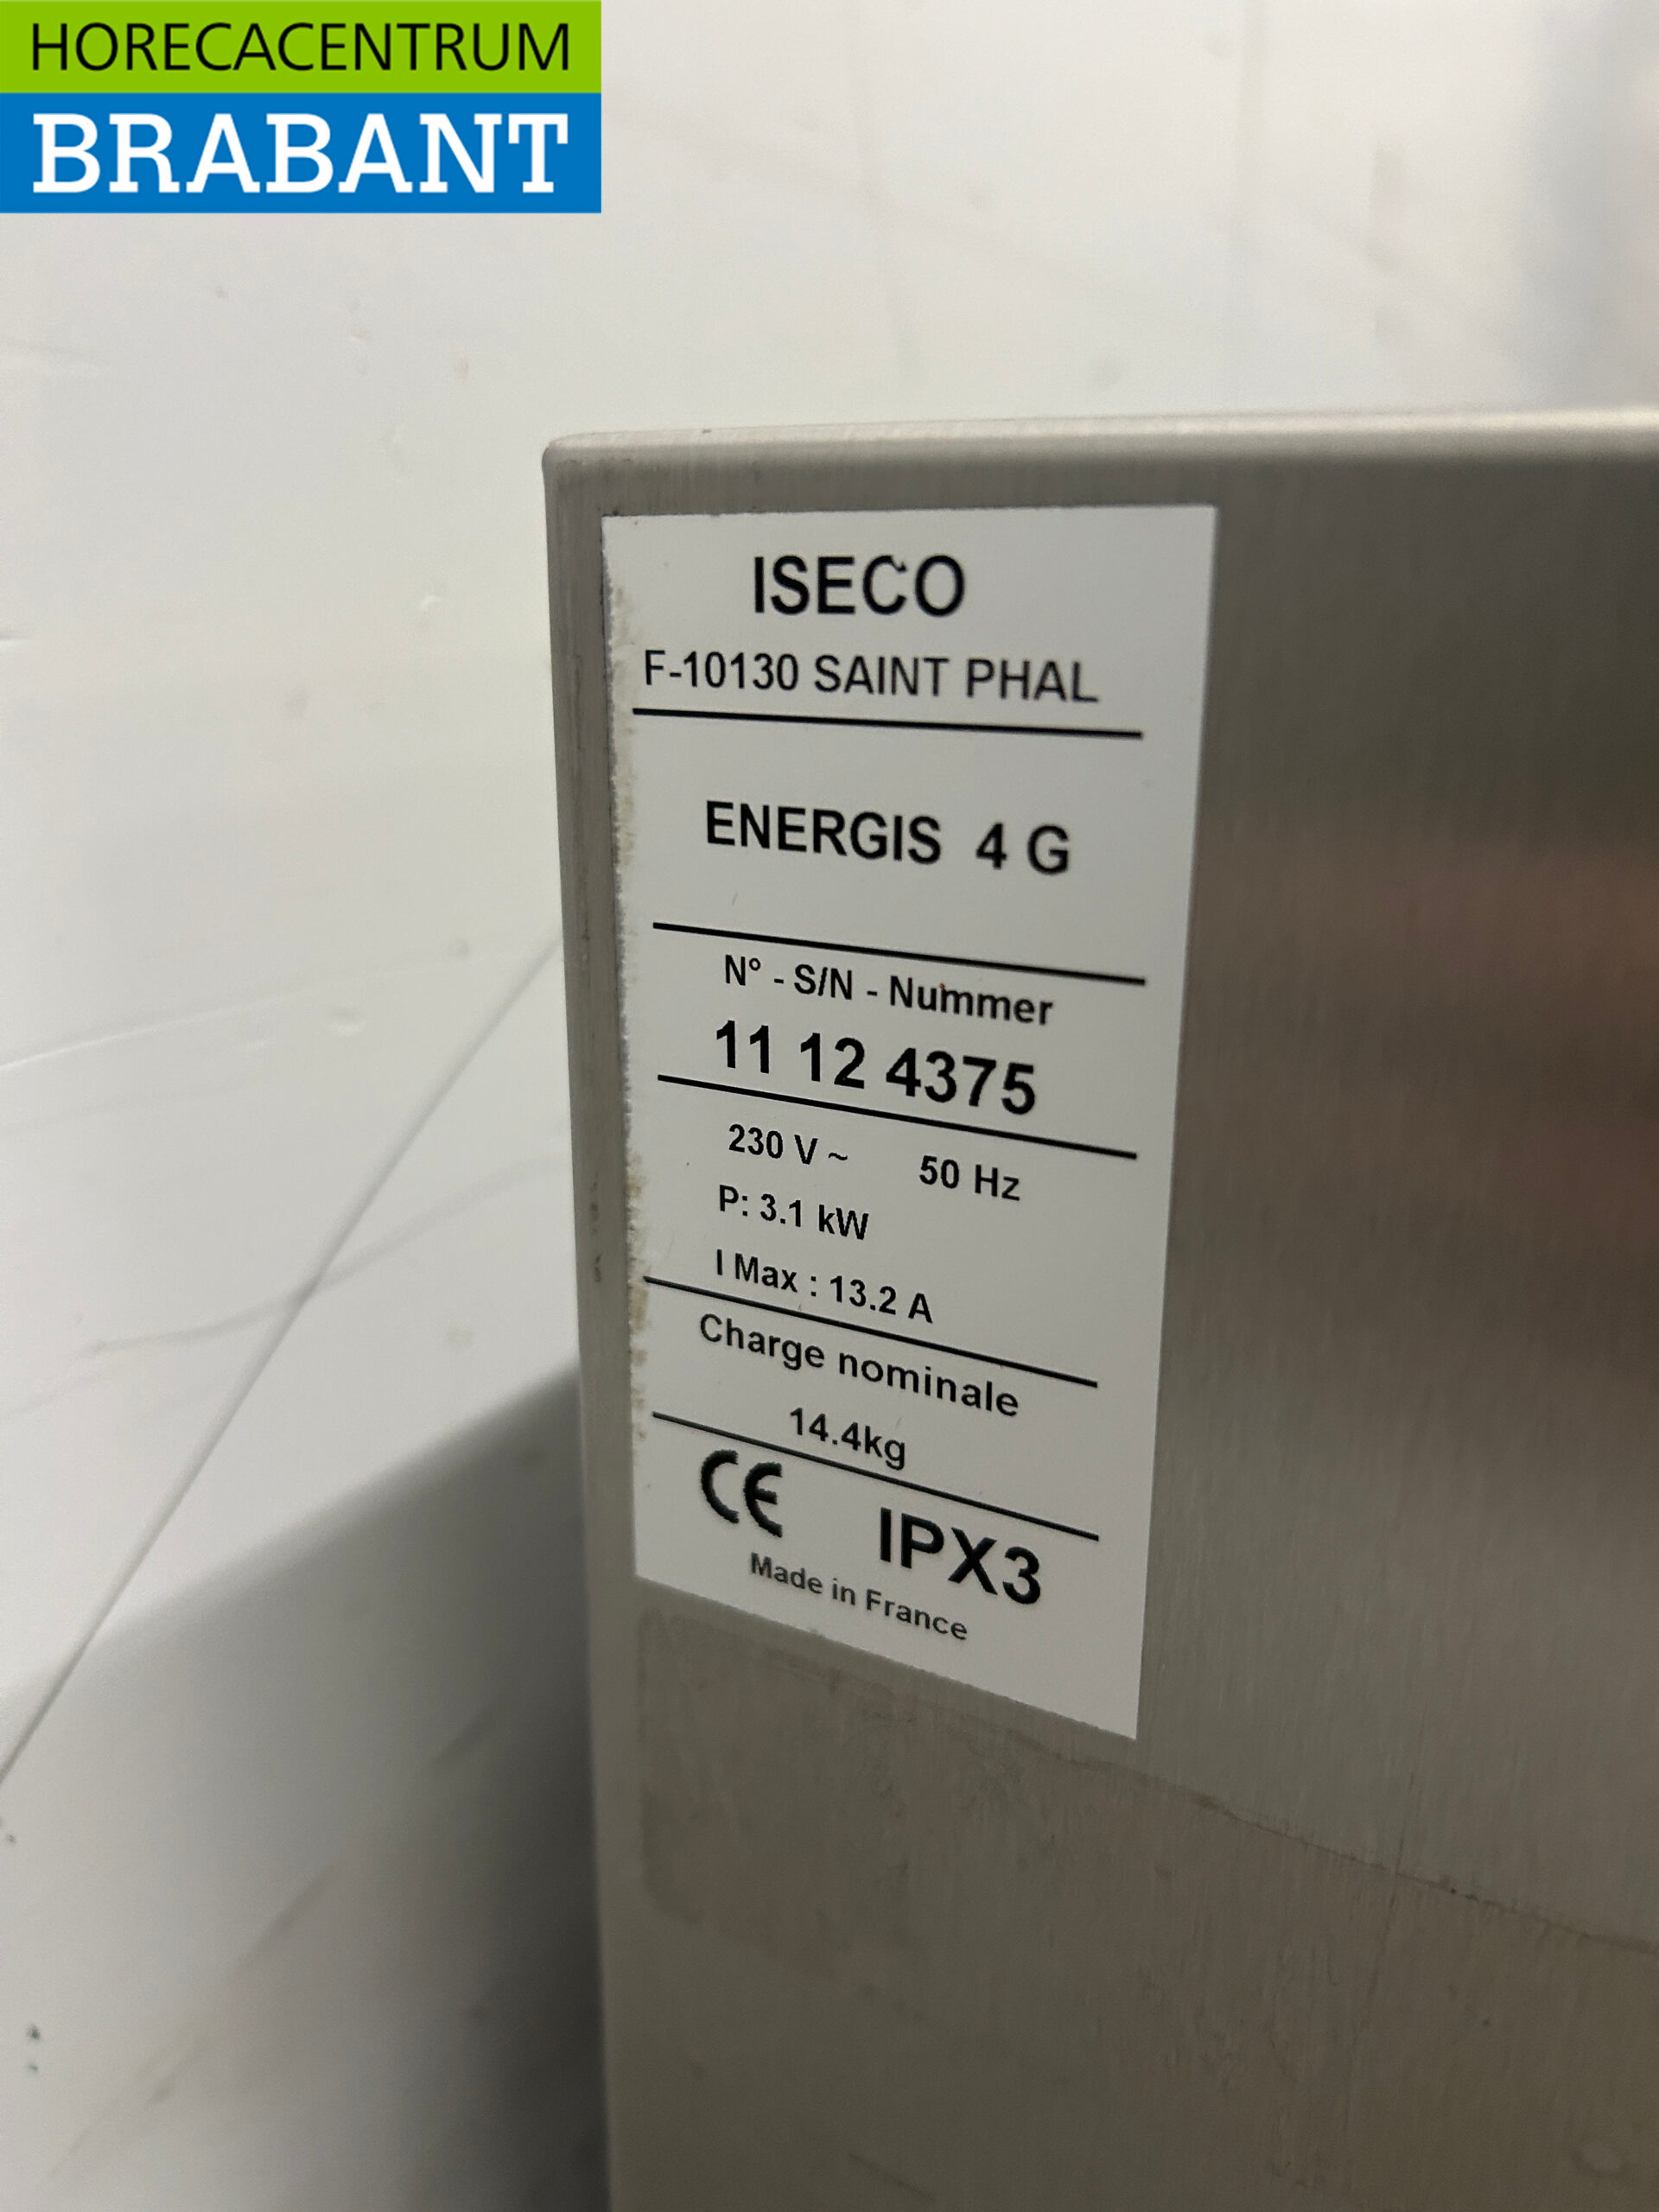 HORECACENTRUM
BRABANT
ISECO
F-10130 SAINT PHAL
ENERGIS 4 G
N° - S/N - Nummer
11 12 4375
230 V ~ 50 Hz
P: 3.1 kW
I Max : 13.2 A
Charge nominale
14.4kg
CE IPX3
Made in France